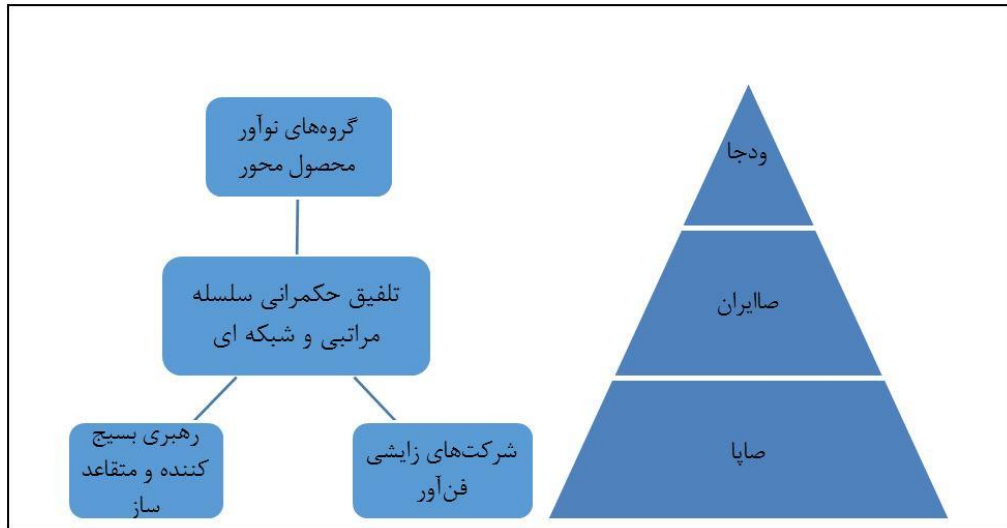 گروه‌های نوآور
محصول محور
تلفیق حکمرانی سلسله
مراتبی و شبکه ای
رهبری بسیج
کننده و متقاعد
ساز
شرکت‌های زایشی
فن‌آور
ودجا
صاایران
صاپا